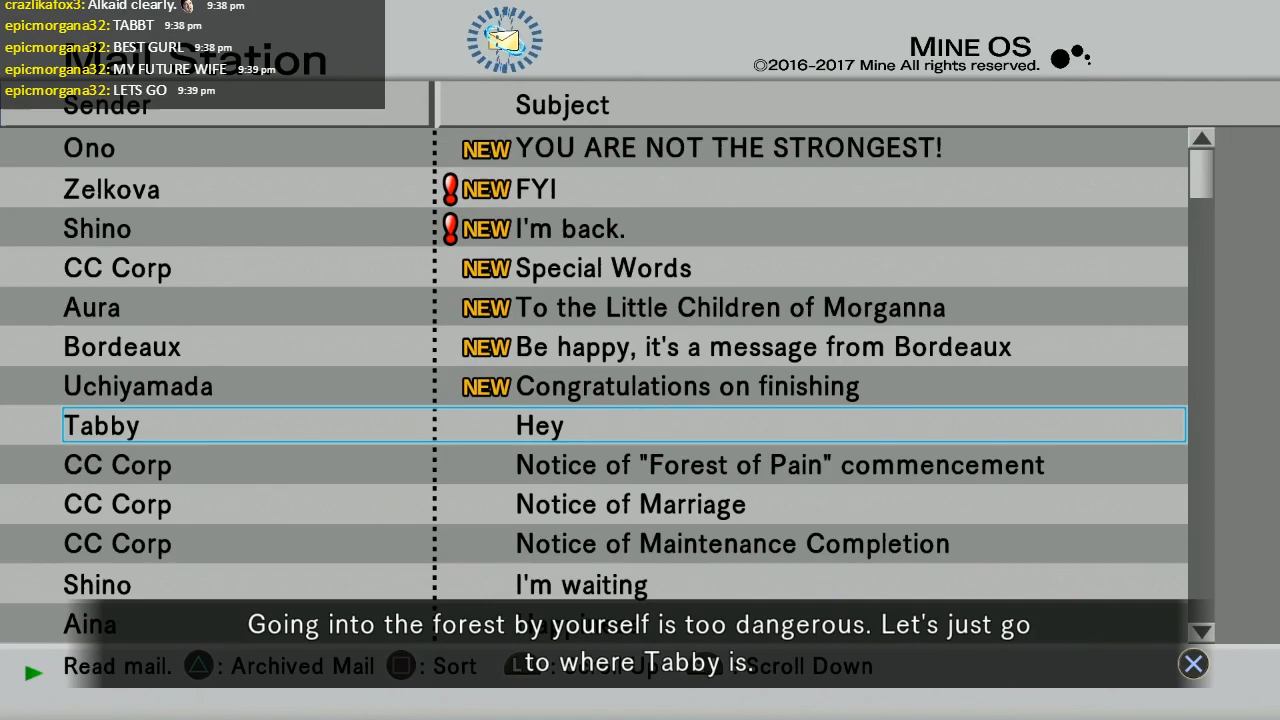 crazlikafox3: Alkaid clearly. 9:38 pm
epicmorgana32: TABBT 9:38 pm
epicmorgana32: BEST GURL 9:38 pm
epicmorgana32: MY FUTURE WIFE 9:39 pm
epicmorgana32: LETS GO 9:39 pm
Mail Station
MINE OS
©2016-2017 Mine All rights reserved.
Sender Subject
Ono NEW YOU ARE NOT THE STRONGEST!
Zelkova NEW FYI
Shino NEW I'm back.
CC Corp NEW Special Words
Aura NEW To the Little Children of Morganna
Bordeaux NEW Be happy, it's a message from Bordeaux
Uchiyamada NEW Congratulations on finishing
Tabby Hey
CC Corp Notice of "Forest of Pain" commencement
CC Corp Notice of Marriage
CC Corp Notice of Maintenance Completion
Shino I'm waiting
Aina
Going into the forest by yourself is too dangerous. Let's just go
to where Tabby is.
Read mail. : Archived Mail : Sort Scroll Up Scroll Down